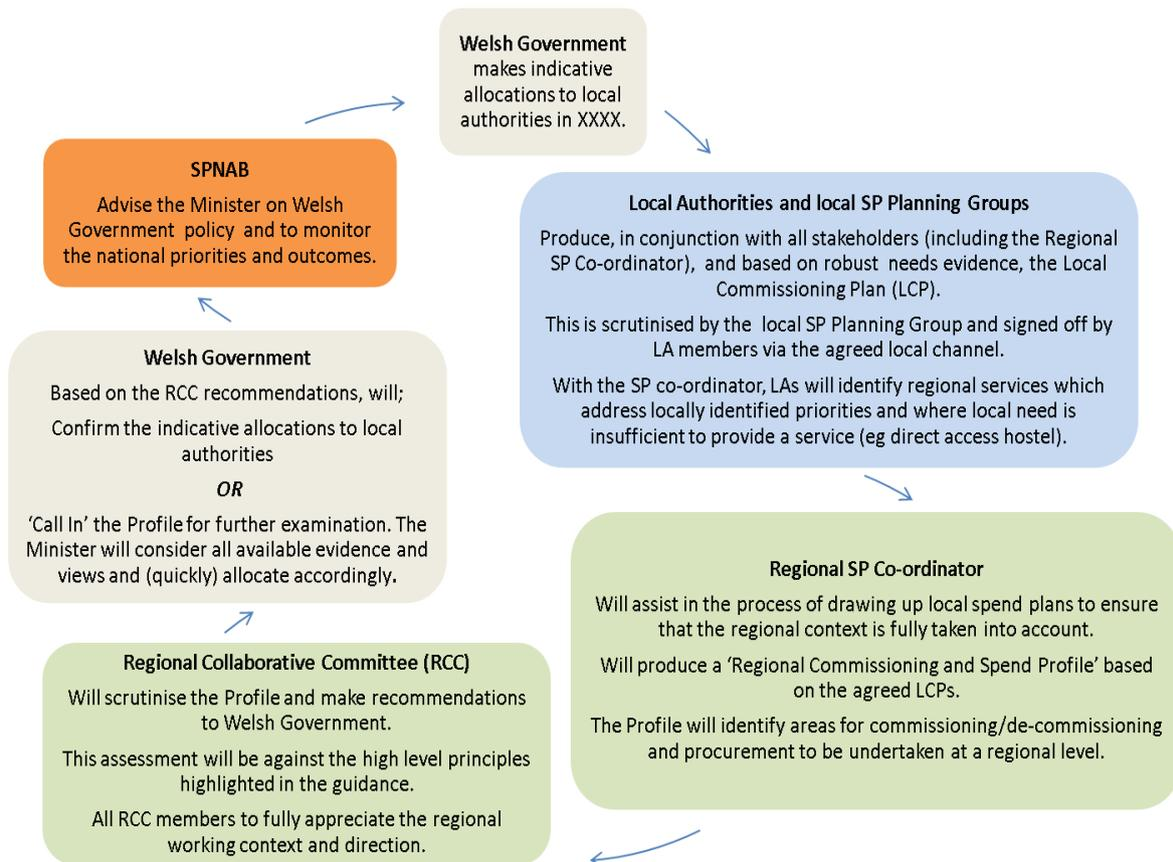 Welsh Government
makes indicative
allocations to local
authorities in XXXX.
Local Authorities and local SP Planning Groups
Produce, in conjunction with all stakeholders (including the Regional
SP Co-ordinator), and based on robust needs evidence, the Local
Commissioning Plan (LCP).
This is scrutinised by the local SP Planning Group and signed off by
LA members via the agreed local channel.
With the SP co-ordinator, LAs will identify regional services which
address locally identified priorities and where local need is
insufficient to provide a service (eg direct access hostel).
Regional SP Co-ordinator
Will assist in the process of drawing up local spend plans to ensure
that the regional context is fully taken into account.
Will produce a ‘Regional Commissioning and Spend Profile’ based
on the agreed LCPs.
The Profile will identify areas for commissioning/de-commissioning
and procurement to be undertaken at a regional level.
Regional Collaborative Committee (RCC)
Will scrutinise the Profile and make recommendations
to Welsh Government.
This assessment will be against the high level principles
highlighted in the guidance.
All RCC members to fully appreciate the regional
working context and direction.
Welsh Government
Based on the RCC recommendations, will;
Confirm the indicative allocations to local
authorities
OR
‘Call In’ the Profile for further examination. The
Minister will consider all available evidence and
views and (quickly) allocate accordingly.
SPNAB
Advise the Minister on Welsh
Government policy and to monitor
the national priorities and outcomes.